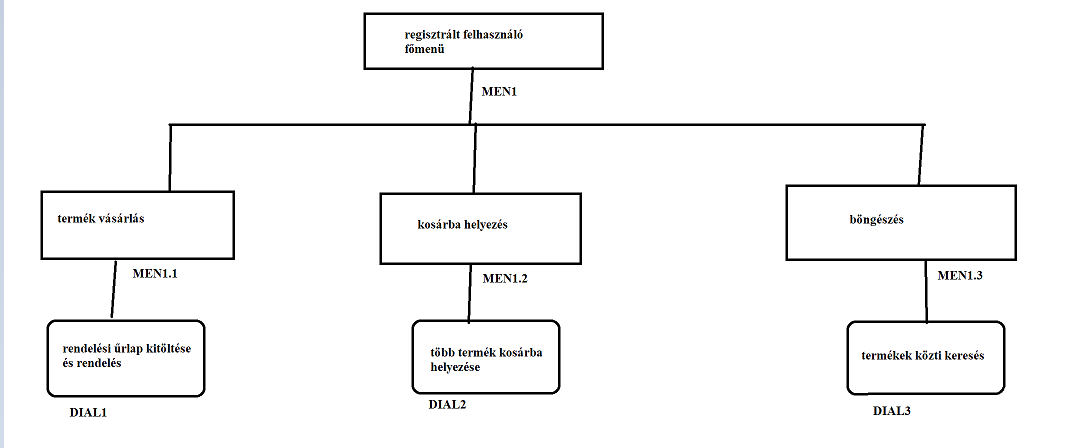 regisztrált felhasználó
főmenü
MEN1
termék vásárlás
kosárba helyezés
böngészés
MEN1.1
MEN1.2
MEN1.3
rendelési űrlap kitöltése
és rendelés
több termék kosárba
helyezése
termékek közti keresés
DIAL1
DIAL2
DIAL3